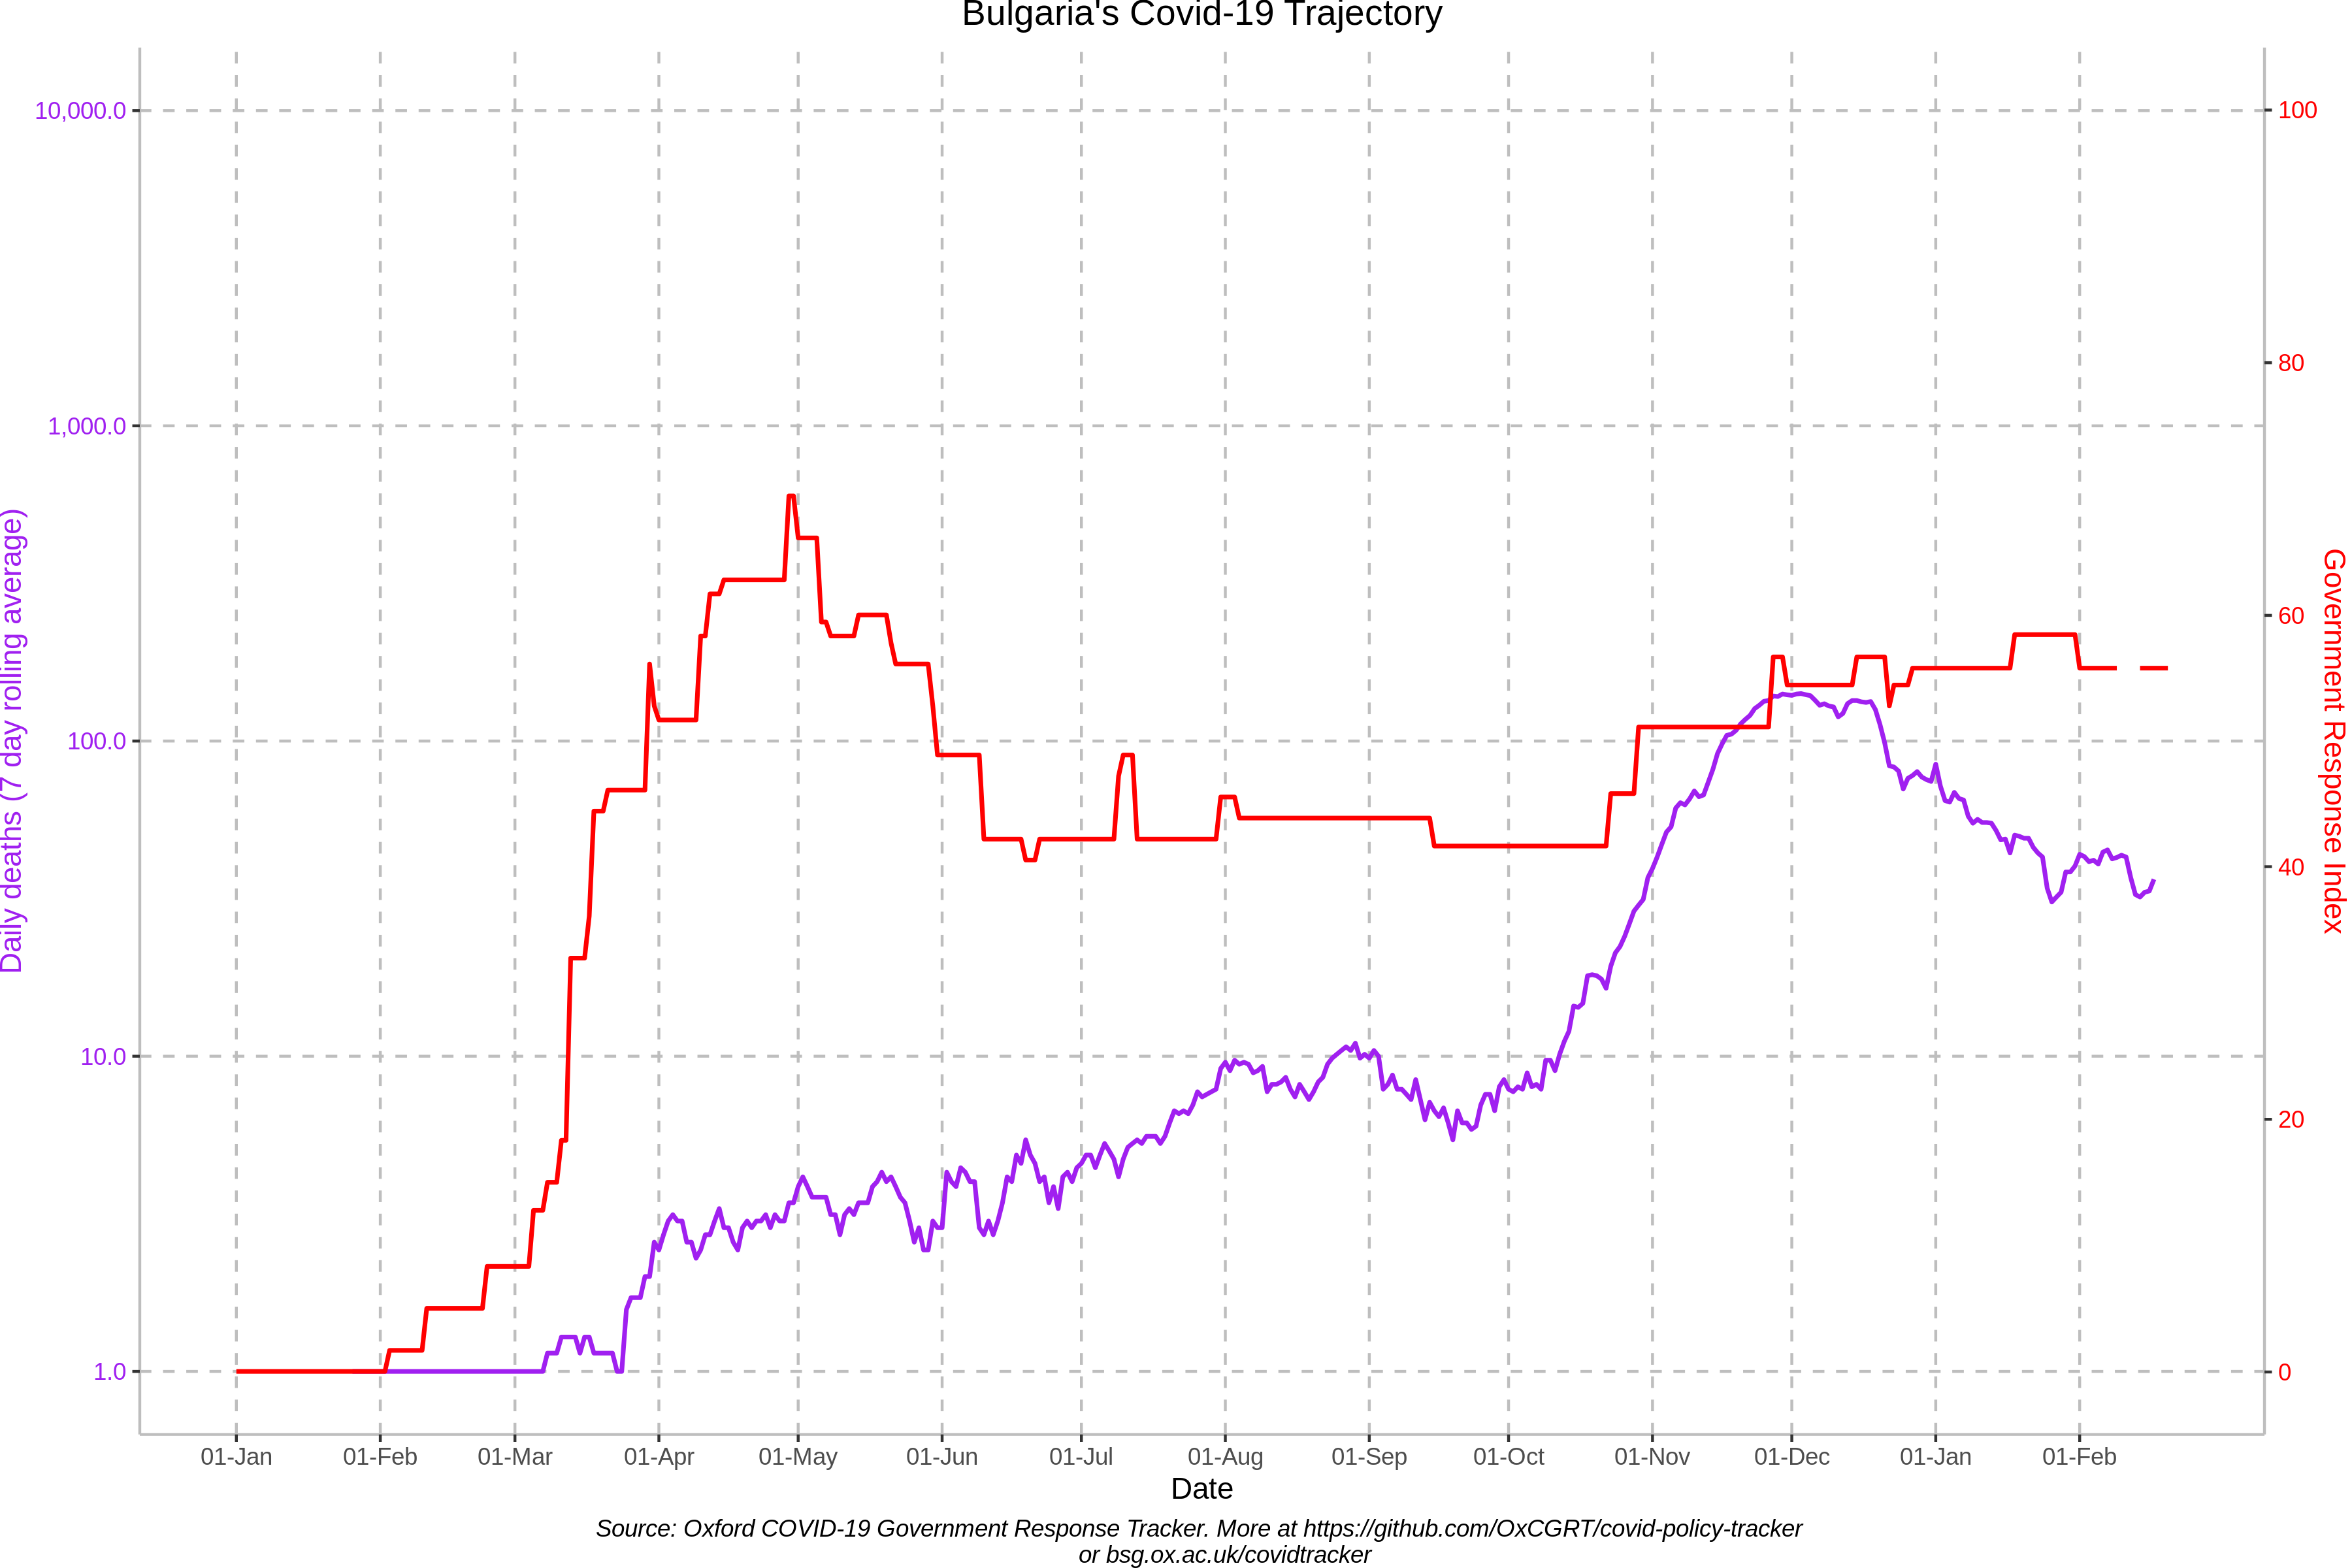 Bulgaria's Covid-19 Trajectory
Daily deaths (7 day rolling average)
10,000.0
1,000.0
100.0
10.0
1.0
100
80
60
40
20
0
Government Response Index
01-Jan
01-Feb
01-Mar
01-Apr
01-May
01-Jun
01-Jul
01-Aug
01-Sep
01-Oct
01-Nov
01-Dec
01-Jan
01-Feb
Date
Source: Oxford COVID-19 Government Response Tracker. More at https://github.com/OxCGRT/covid-policy-tracker
or bsg.ox.ac.uk/covidtracker